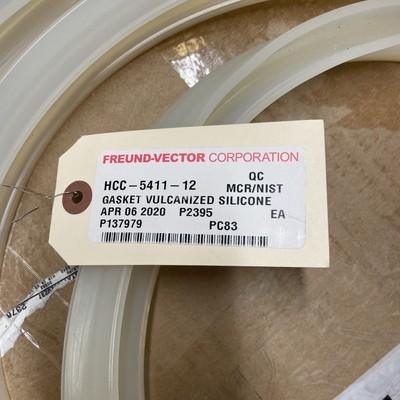 FREUND-VECTOR CORPORATION
QC
HCC-5411-12 MCR/NIST
GASKET VULCANIZED SILICONE
APR 06 2020 P2395 EA
P137979 PC83